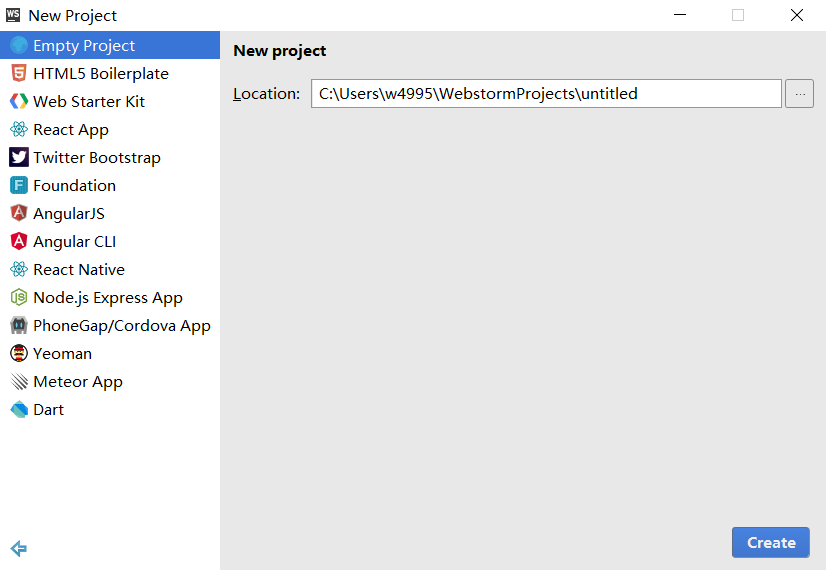 WS New Project
Empty Project
HTML5 Boilerplate
Web Starter Kit
React App
Twitter Bootstrap
Foundation
AngularJS
Angular CLI
React Native
Node.js Express App
PhoneGap/Cordova App
Yeoman
Meteor App
Dart
New project
Location: C:\Users\w4995\WebstormProjects\untitled ...
Create